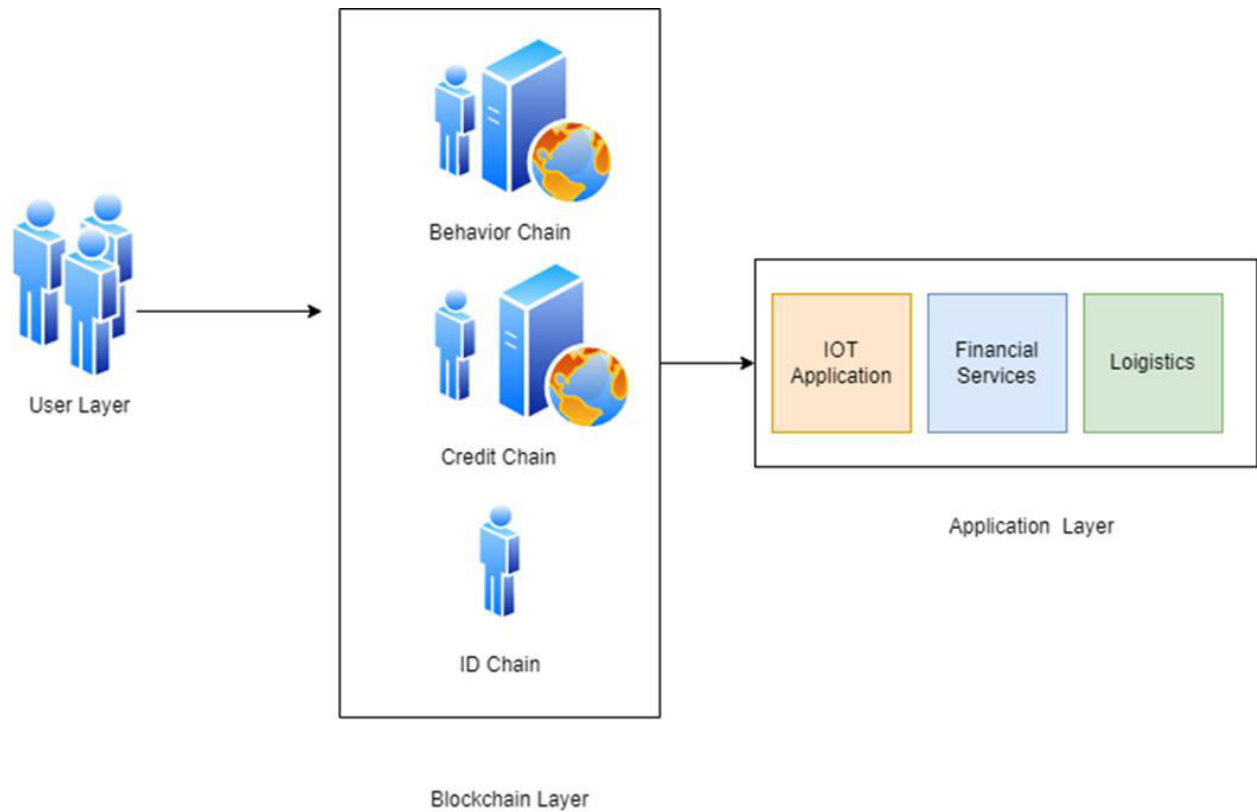 User Layer
Behavior Chain
Credit Chain
ID Chain
Blockchain Layer
IOT
Application
Financial
Services
Loigistics
Application Layer